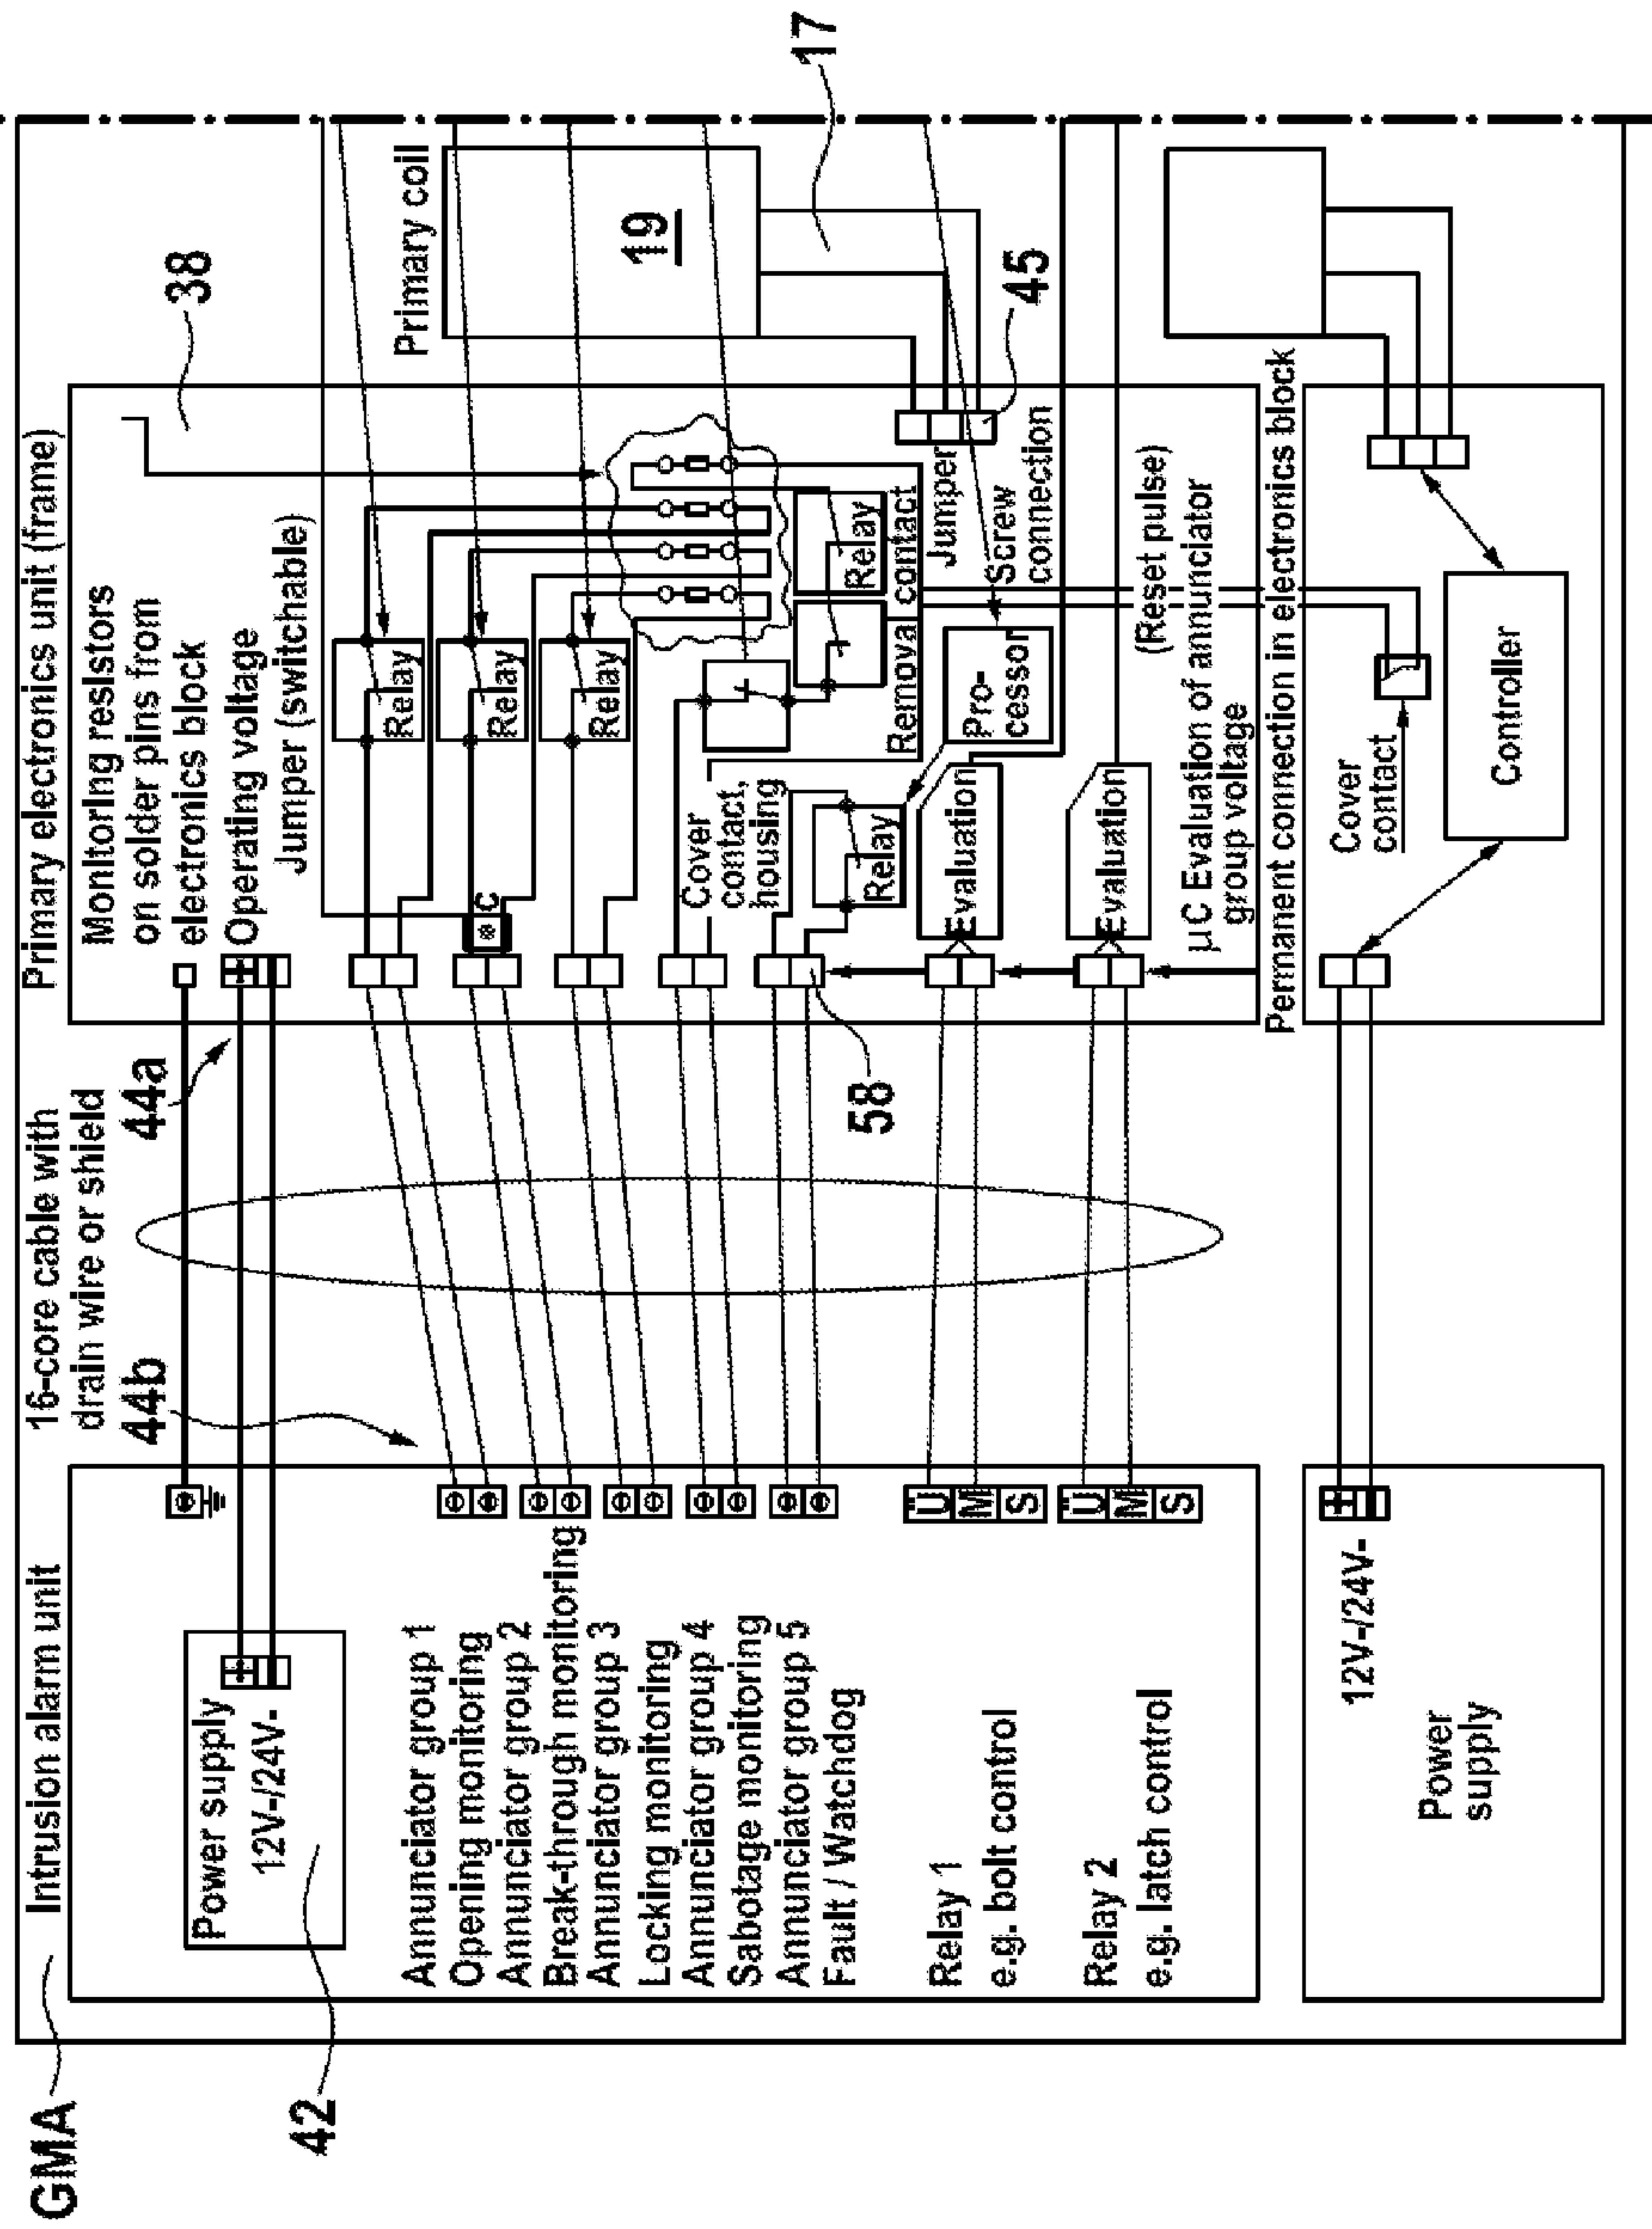 GMA
42
Intrusion alarm unit
Power supply
12V-/24V-
Annunciator group 1
Opening monitoring
Annunciator group 2
Break-through monitoring
Annunciator group 3
Locking monitoring
Annunciator group 4
Sabotage monitoring
Annunciator group 5
Fault / Watchdog
Relay 1
e.g. bolt control
Relay 2
e.g. latch control
Ü
M
S
Ü
M
S
Power
supply
12V-/24V-
16-core cable with
drain wire or shield
44b
44a
58
Primary electronics unit (frame)
Monitoring resistors
on solder pins from
electronics block
Operating voltage
Jumper (switchable)
C
Relay
Relay
Relay
Cover
contact,
housing
Relay
Relay
Removal contact
Jumper
Screw
connection
Pro-
cessor
Evaluation
Evaluation
(Reset pulse)
µC Evaluation of annunciator
group voltage
Permanent connection in electronics block
Cover
contact
Controller
38
Primary coil
19
17
45